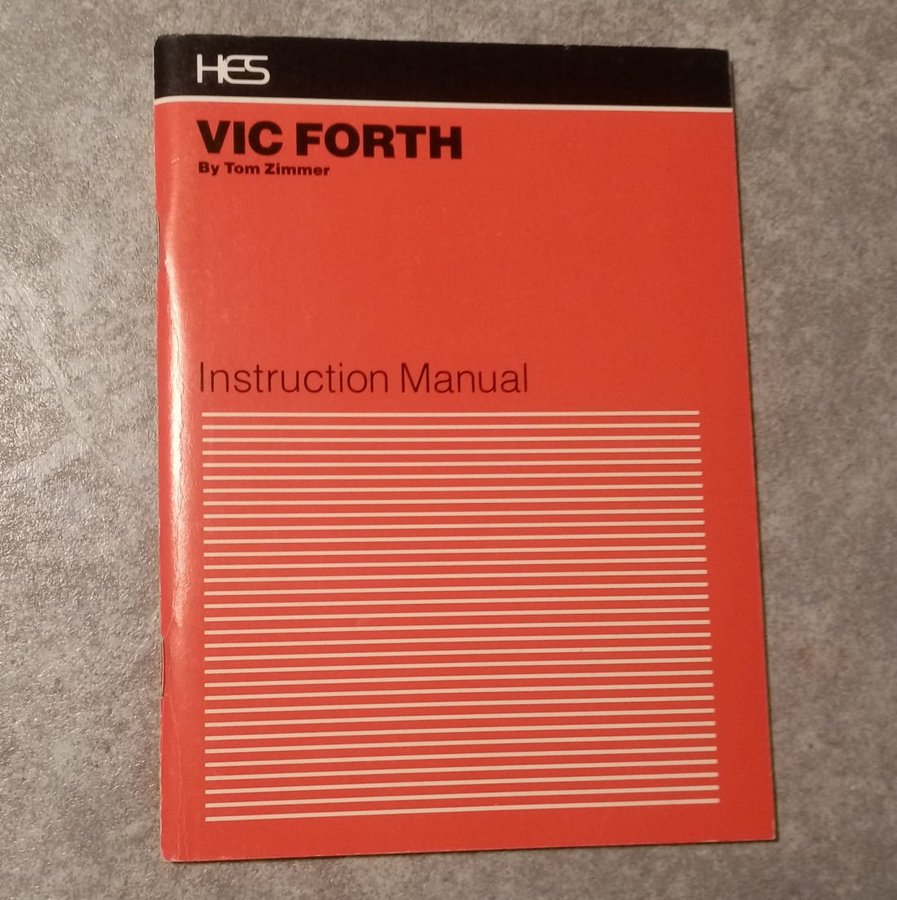 HES
VIC FORTH
By Tom Zimmer
Instruction Manual